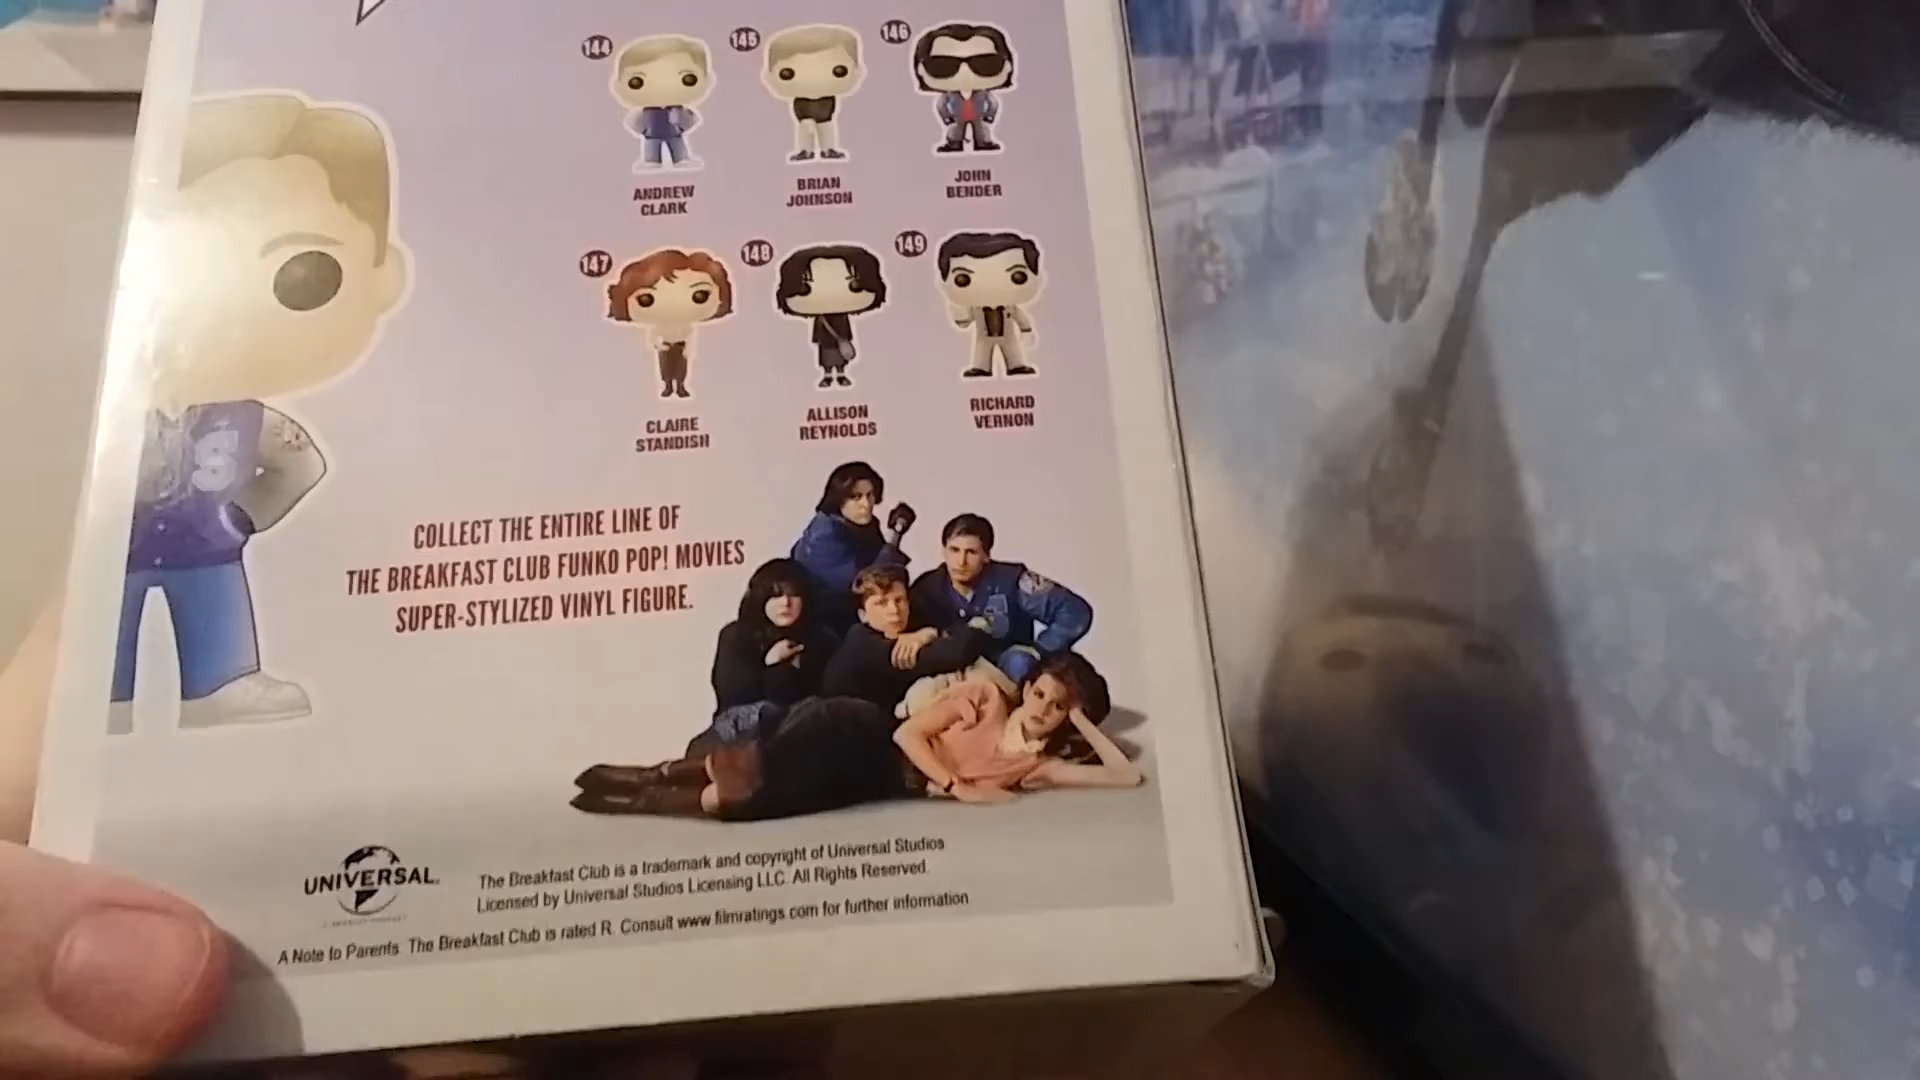 144
145
146
ANDREW
CLARK
BRIAN
JOHNSON
JOHN
BENDER
147
148
149
CLAIRE
STANDISH
ALLISON
REYNOLDS
RICHARD
VERNON
S
COLLECT THE ENTIRE LINE OF
THE BREAKFAST CLUB FUNKO POP! MOVIES
SUPER-STYLIZED VINYL FIGURE.
UNIVERSAL
The Breakfast Club is a trademark and copyright of Universal Studios
Licensed by Universal Studios Licensing LLC. All Rights Reserved.
A Note to Parents: The Breakfast Club is rated R. Consult www.filmratings.com for further information